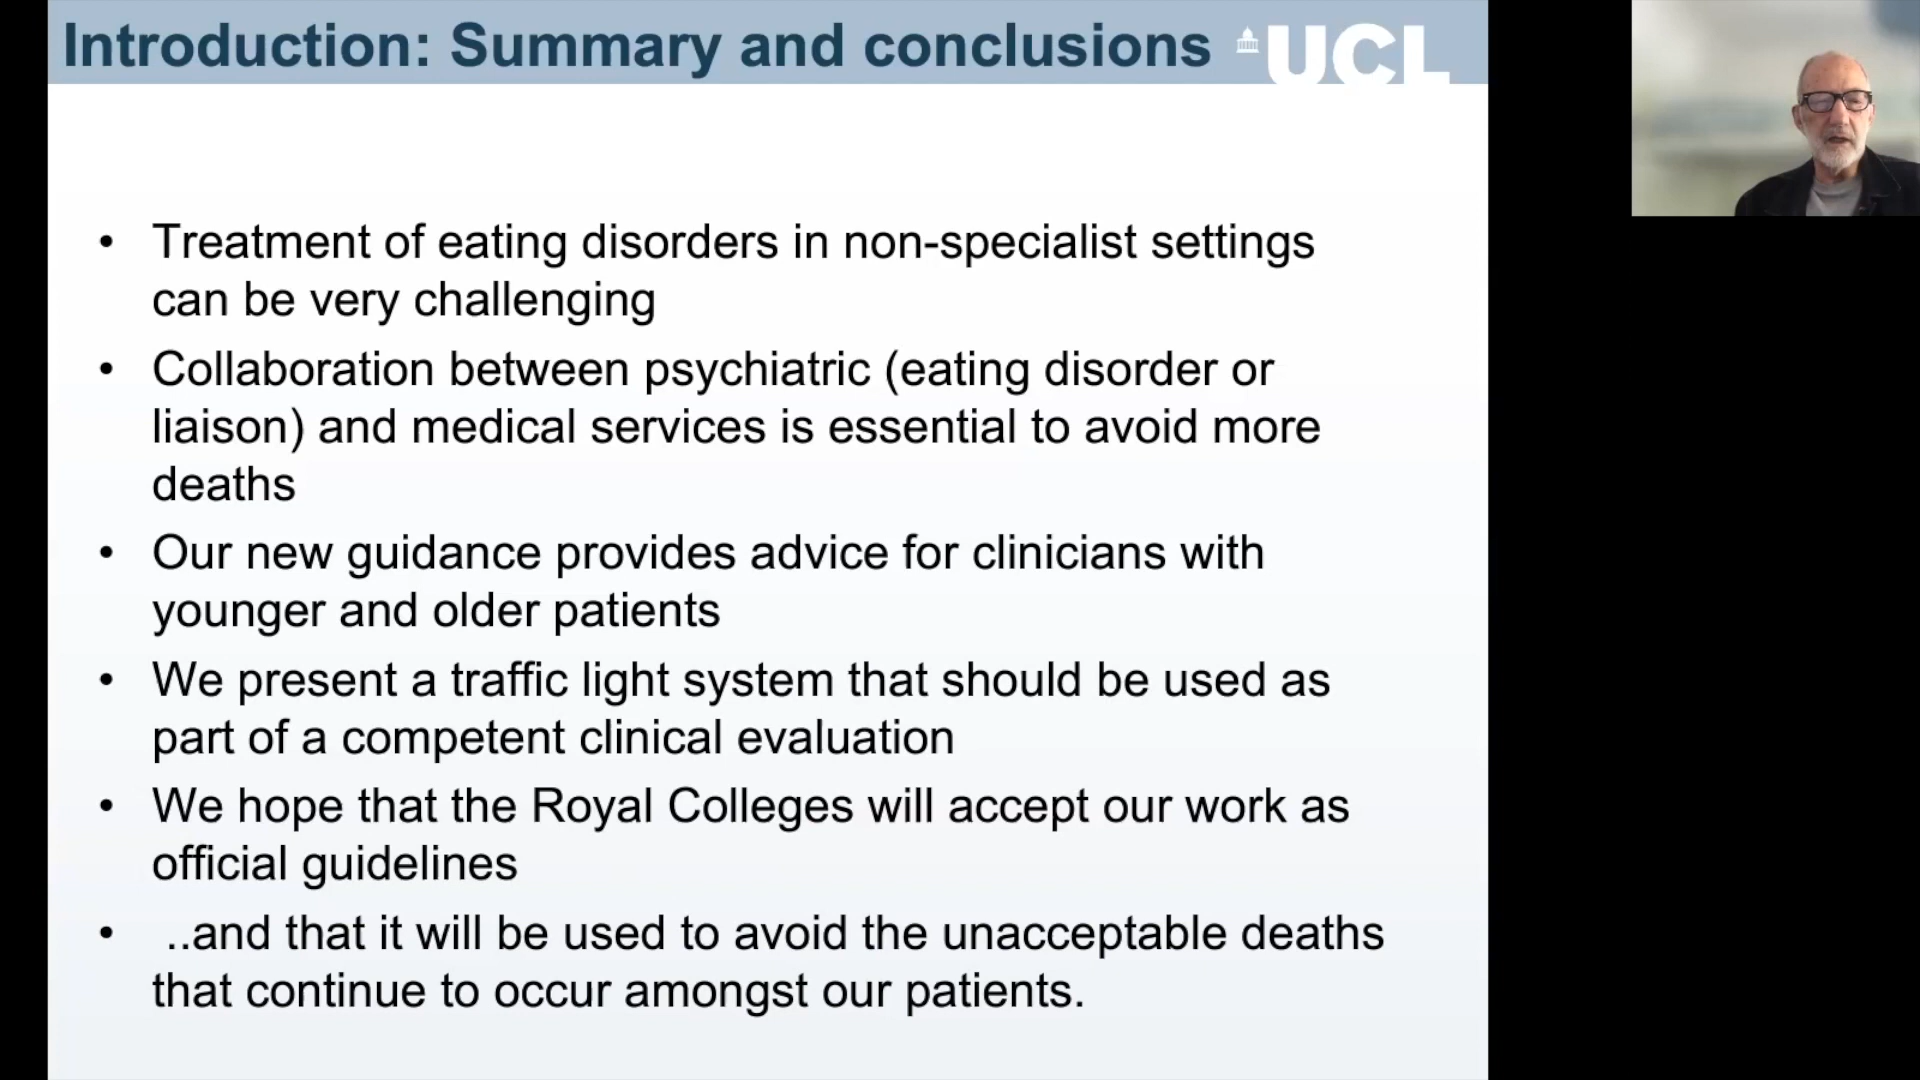 Introduction: Summary and conclusions
UCL
• Treatment of eating disorders in non-specialist settings
can be very challenging
• Collaboration between psychiatric (eating disorder or
liaison) and medical services is essential to avoid more
deaths
• Our new guidance provides advice for clinicians with
younger and older patients
• We present a traffic light system that should be used as
part of a competent clinical evaluation
• We hope that the Royal Colleges will accept our work as
official guidelines
• ..and that it will be used to avoid the unacceptable deaths
that continue to occur amongst our patients.